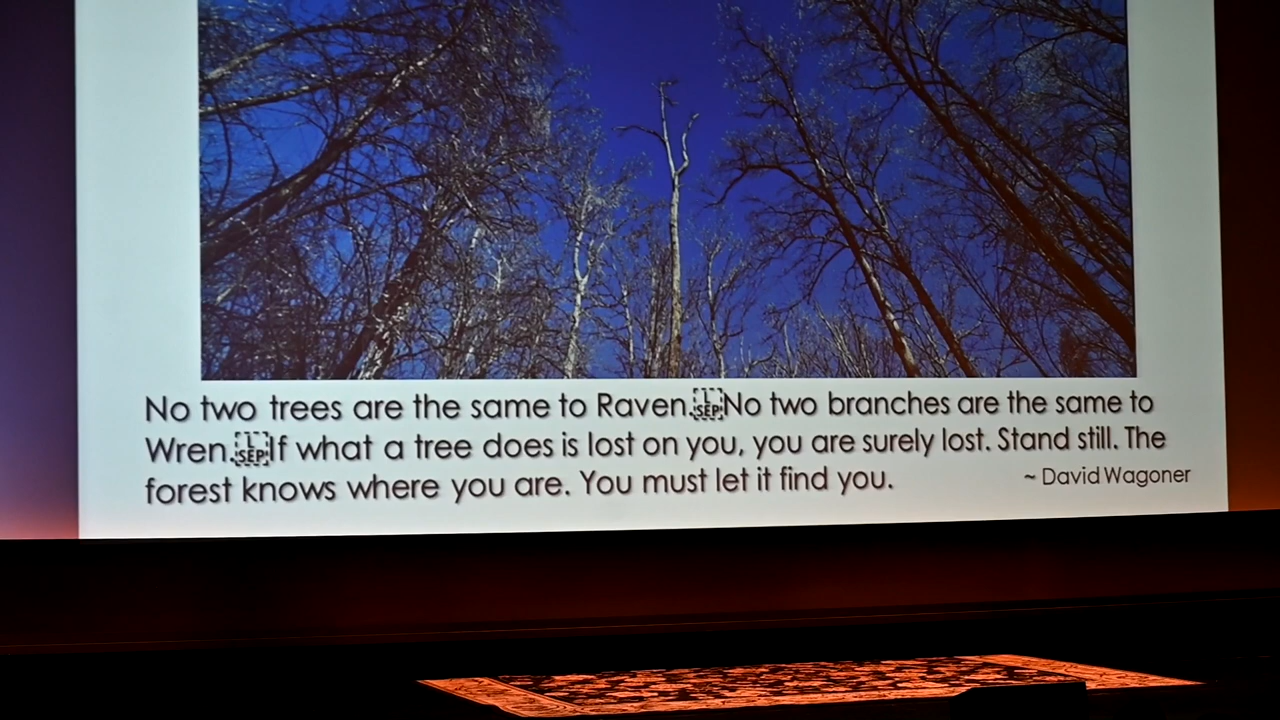 No two trees are the same to Raven.[L SEP]No two branches are the same to
Wren.[L SEP]If what a tree does is lost on you, you are surely lost. Stand still. The
forest knows where you are. You must let it find you.
~ David Wagoner